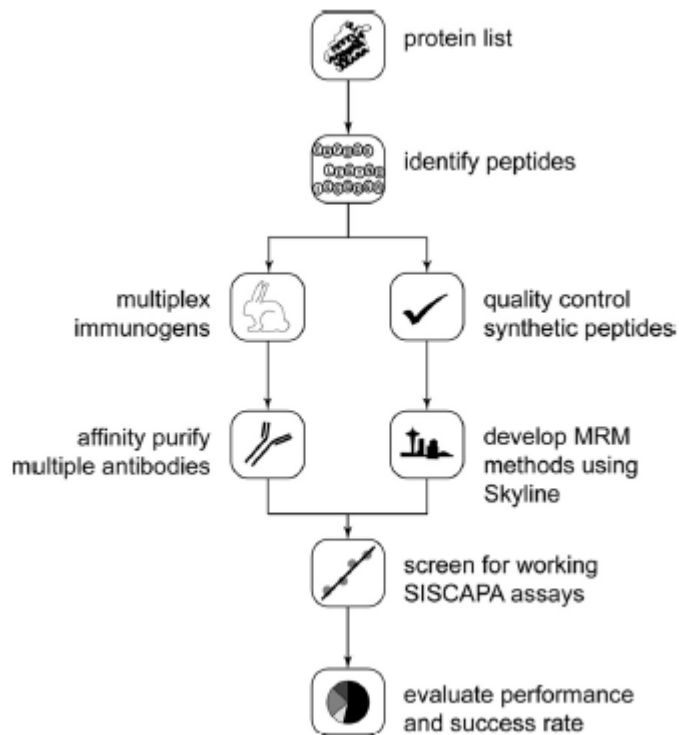 protein list
identify peptides
multiplex
immunogens
quality control
synthetic peptides
affinity purify
multiple antibodies
develop MRM
methods using
Skyline
screen for working
SISCAPA assays
evaluate performance
and success rate